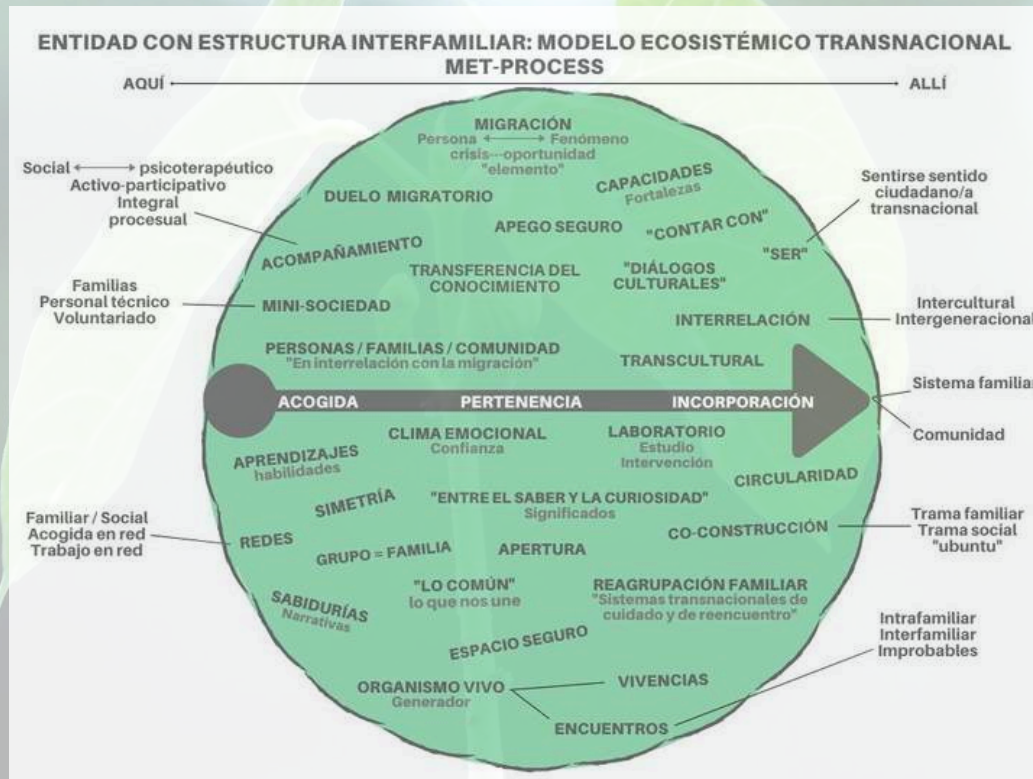 ENTIDAD CON ESTRUCTURA INTERFAMILIAR: MODELO ECOSISTÉMICO TRANSNACIONAL
MET-PROCESS
AQUÍ
ALLÍ
MIGRACIÓN
Persona
Fenómeno
crisis---oportunidad
"elemento"
Social
psicoterapéutico
Activo-participativo
Integral
procesual
DUELO MIGRATORIO
CAPACIDADES
Fortalezas
Sentirse sentido
ciudadano/a
transnacional
APEGO SEGURO
"CONTAR CON"
"SER"
ACOMPAÑAMIENTO
TRANSFERENCIA DEL
CONOCIMIENTO
"DIÁLOGOS
CULTURALES"
Familias
Personal técnico
Voluntariado
MINI-SOCIEDAD
INTERRELACIÓN
Intercultural
Intergeneracional
PERSONAS / FAMILIAS / COMUNIDAD
"En interrelación con la migración"
TRANSCULTURAL
ACOGIDA
PERTENENCIA
INCORPORACIÓN
Sistema familiar
Comunidad
CLIMA EMOCIONAL
Confianza
LABORATORIO
Estudio
Intervención
APRENDIZAJES
habilidades
CIRCULARIDAD
SIMETRÍA
"ENTRE EL SABER Y LA CURIOSIDAD"
Significados
Familiar / Social
Acogida en red
Trabajo en red
REDES
CO-CONSTRUCCIÓN
Trama familiar
Trama social
"ubuntu"
GRUPO = FAMILIA
APERTURA
"LO COMÚN"
lo que nos une
REAGRUPACIÓN FAMILIAR
"Sistemas transnacionales de
cuidado y de reencuentro"
SABIDURÍAS
Narrativas
ESPACIO SEGURO
Intrafamiliar
Interfamiliar
Improbables
ORGANISMO VIVO
Generador
VIVENCIAS
ENCUENTROS